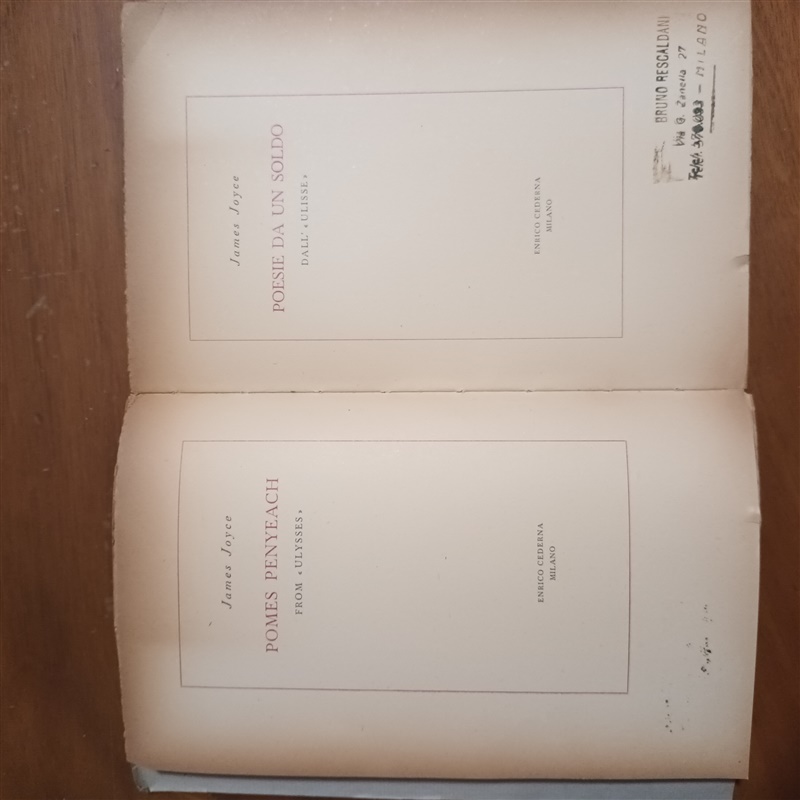 James Joyce
POMES PENYEACH
FROM « ULYSSES »
ENRICO CEDERNA
MILANO
James Joyce
POESIE DA UN SOLDO
DALL' « ULISSE »
ENRICO CEDERNA
MILANO
BRUNO RESCALDANI
Via G. Zanella 27
Telef. — MILANO